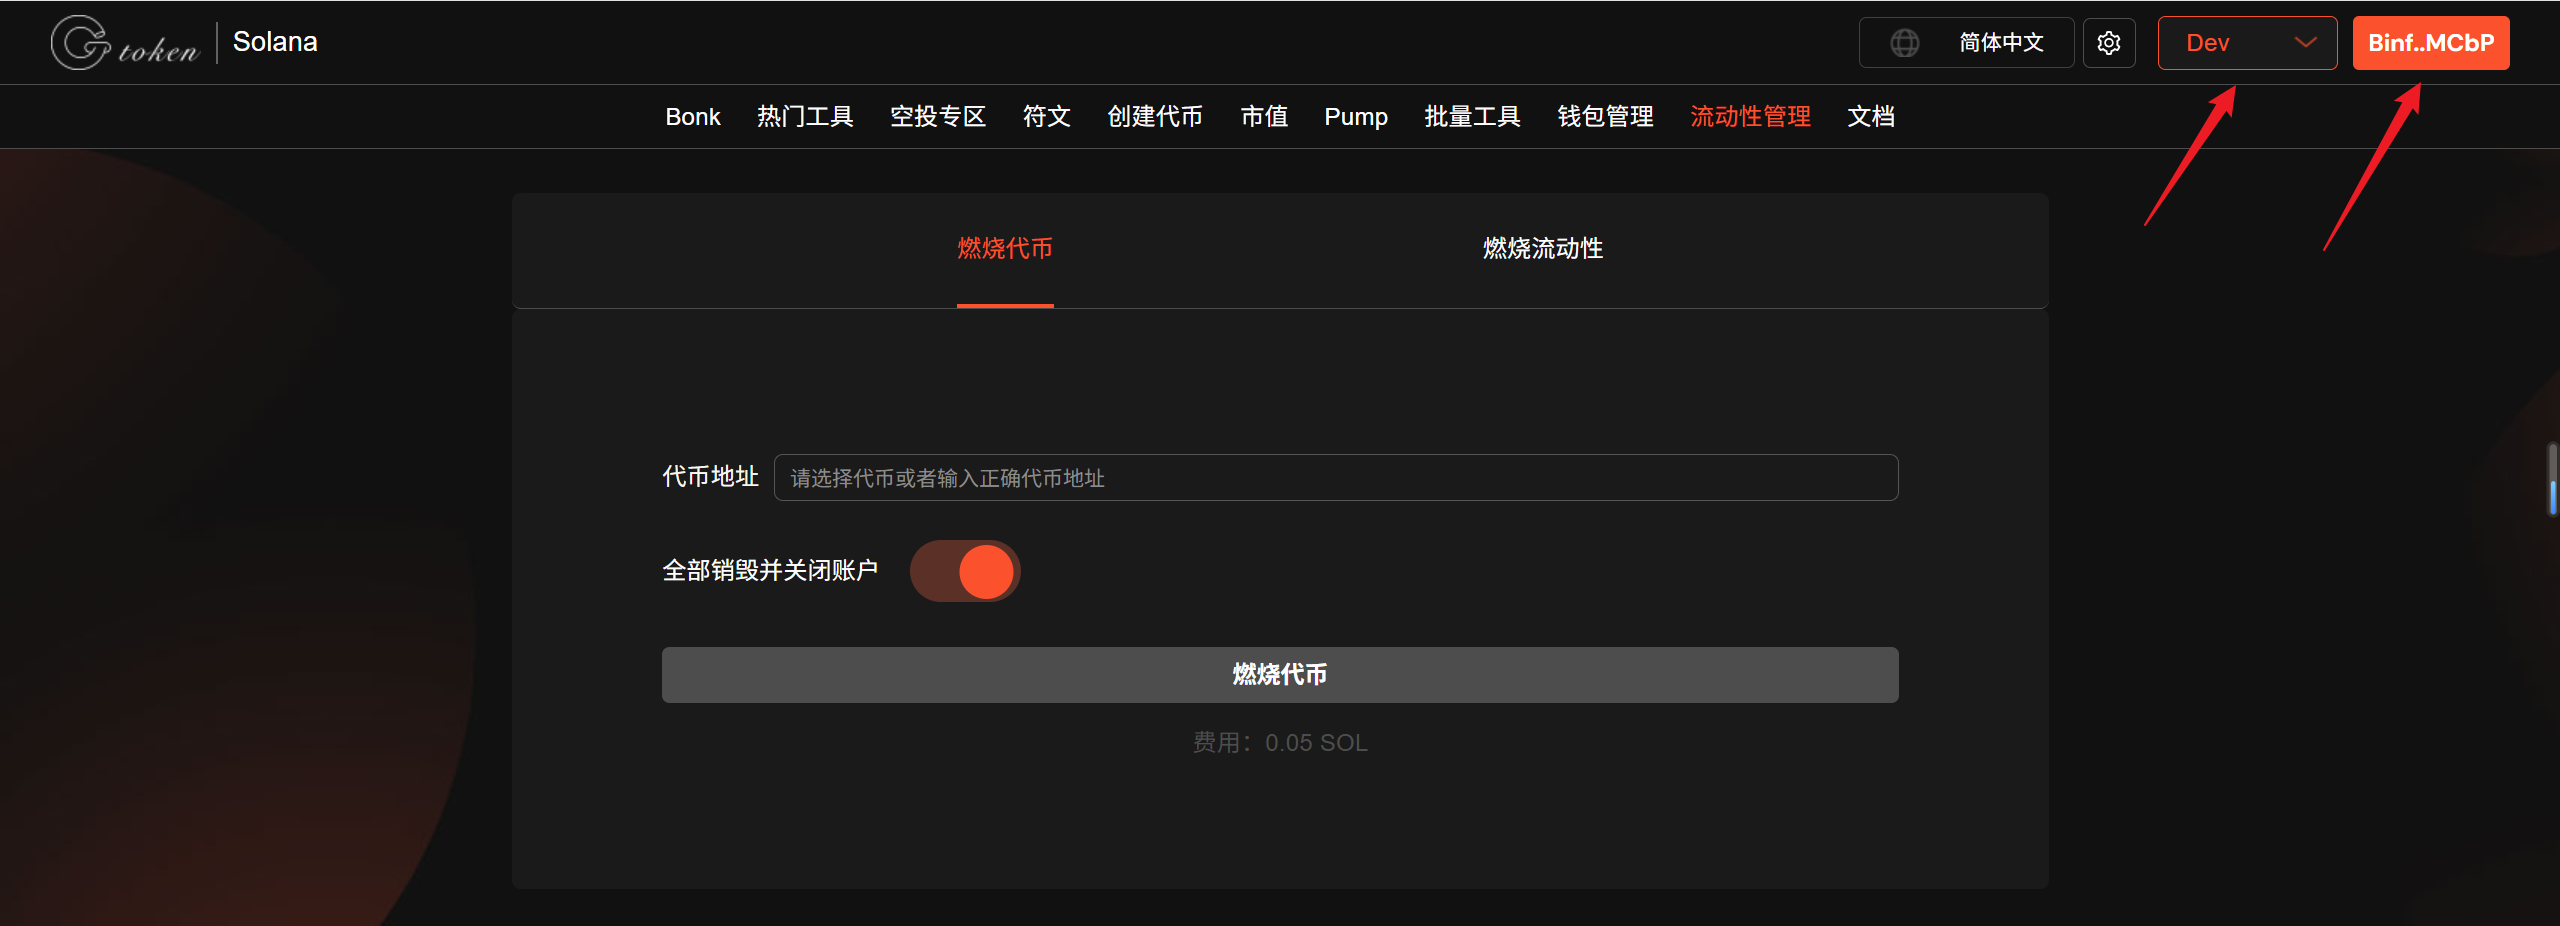 GP token
Solana
简体中文
Dev
Binf..MCbP
Bonk 热门工具 空投专区 符文 创建代币 市值 Pump 批量工具 钱包管理 流动性管理 文档
燃烧代币 燃烧流动性
代币地址 请选择代币或者输入正确代币地址
全部销毁并关闭账户
燃烧代币
费用：0.05 SOL